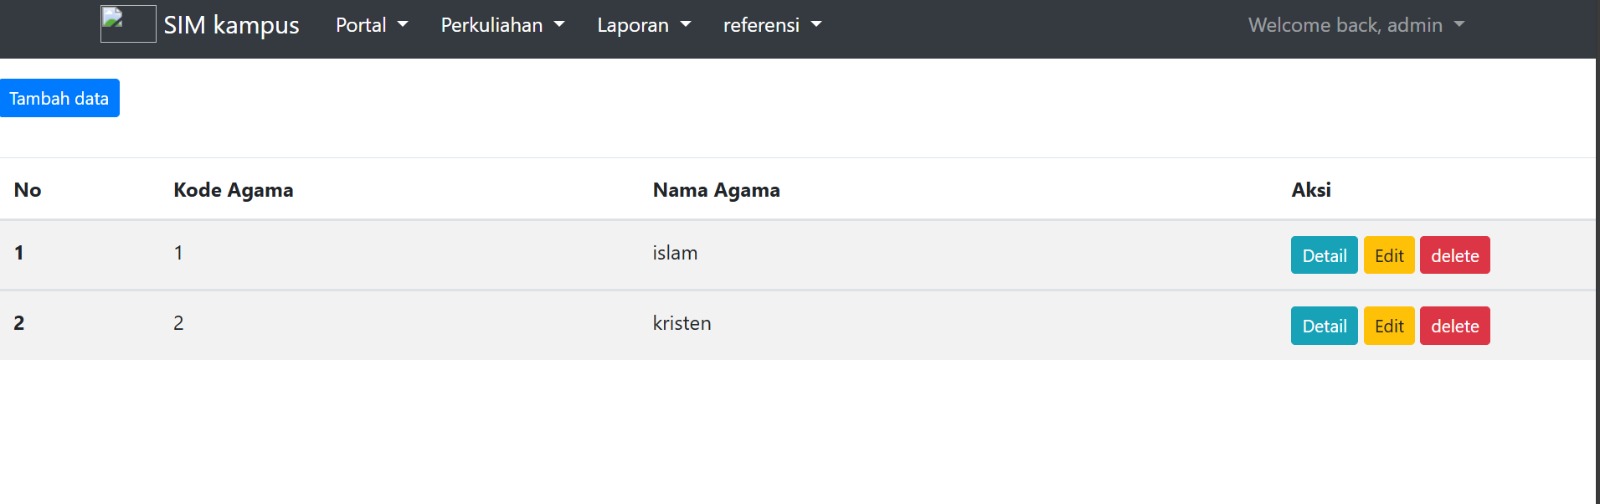 SIM kampus Portal Perkuliahan Laporan referensi Welcome back, admin
Tambah data
No Kode Agama Nama Agama Aksi
1 1 islam Detail Edit delete
2 2 kristen Detail Edit delete